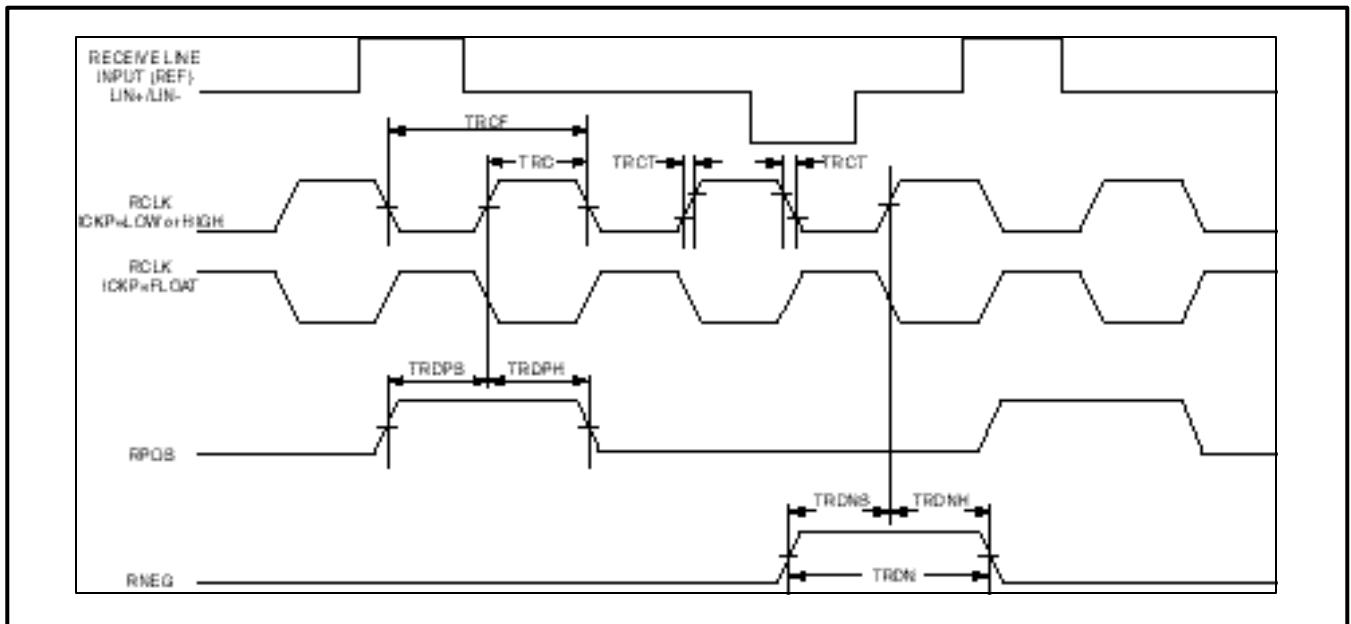 RECEIVE LINE
INPUT (REF)
LIN+/LIN-
TRCF
TRC
TRCT
TRCT
RCLK
ICKP=LOW or HIGH
RCLK
ICKP=FLOAT
TRDPS
TRDPH
RPOS
TRDNS
TRDNH
TRDN
RNEG